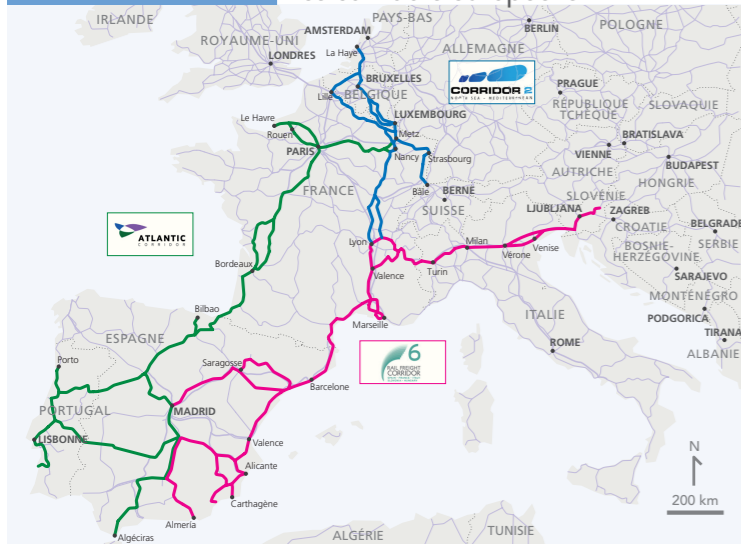 IRLANDE
ROYAUME-UNI
LONDRES
AMSTERDAM
PAYS-BAS
La Haye
BERLIN
POLOGNE
ALLEMAGNE
BRUXELLES
BELGIQUE
Lille
CORRIDOR 2
NORTH SEA - MEDITERRANEAN
PRAGUE
RÉPUBLIQUE
TCHÈQUE
SLOVAQUIE
LUXEMBOURG
Le Havre
Rouen
PARIS
Metz
Nancy
Strasbourg
BRATISLAVA
VIENNE
BUDAPEST
AUTRICHE
HONGRIE
FRANCE
Bâle
BERNE
SUISSE
SLOVÉNIE
LJUBLJANA
ZAGREB
CROATIE
BELGRADE
SERBIE
BOSNIE-
HERZÉGOVINE
ATLANTIC
CORRIDOR
Lyon
Milan
Venise
Vérone
Turin
Bordeaux
Valence
SARAJEVO
MONTÉNÉGRO
PODGORICA
TIRANA
ALBANIE
Bilbao
Marseille
ITALIE
ROME
ESPAGNE
6
RAIL FREIGHT
CORRIDOR
Porto
Saragosse
Barcelone
PORTUGAL
MADRID
LISBONNE
Valence
Alicante
N
200 km
Carthagène
Almería
Algéciras
ALGÉRIE
TUNISIE